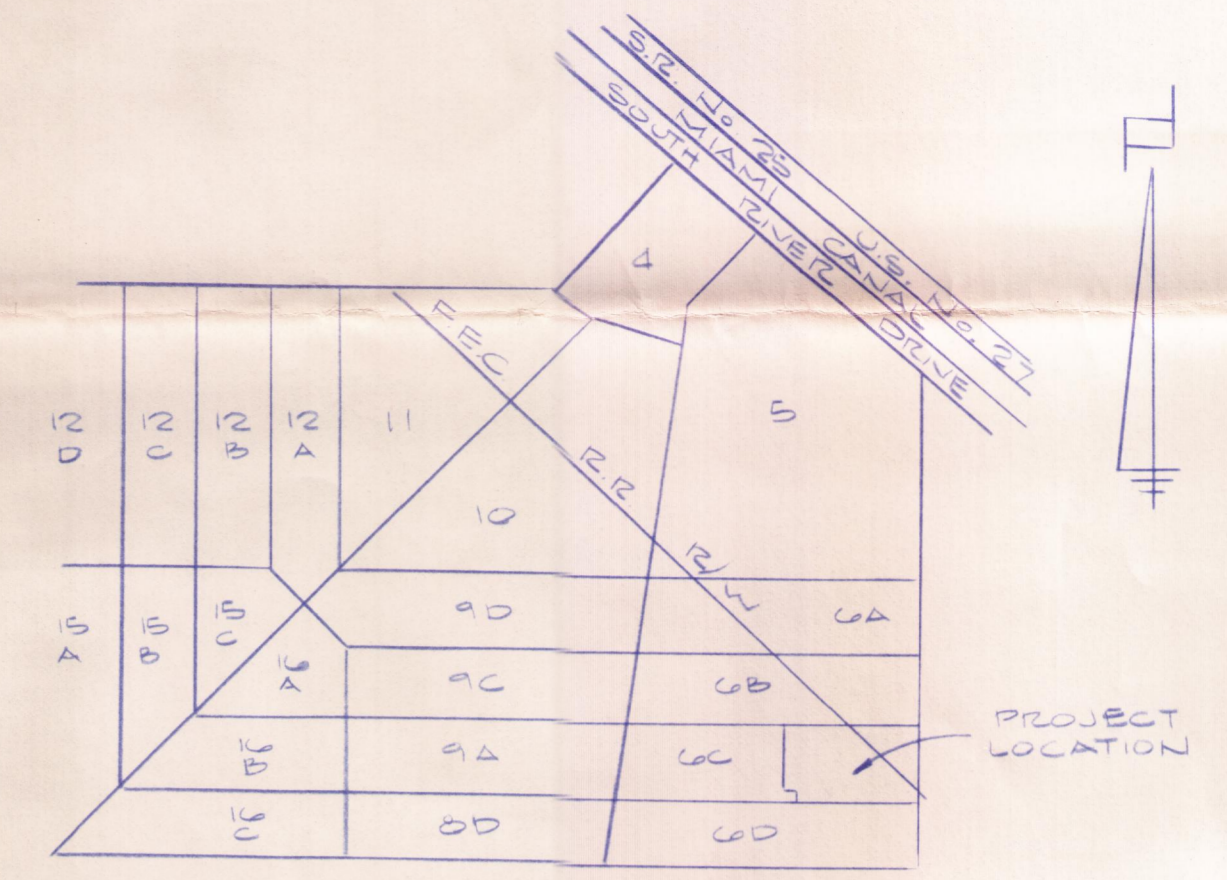 S.R. No. 25 U.S. No. 27
MIAMI CANAL
SOUTH RIVER DRIVE
4
F.E.C. R.R. R/W
5
12 D
12 C
12 B
12 A
11
10
15 A
15 B
15 C
9D
6A
16 A
9C
6B
PROJECT
LOCATION
16 B
9A
6C
16 C
8D
6D